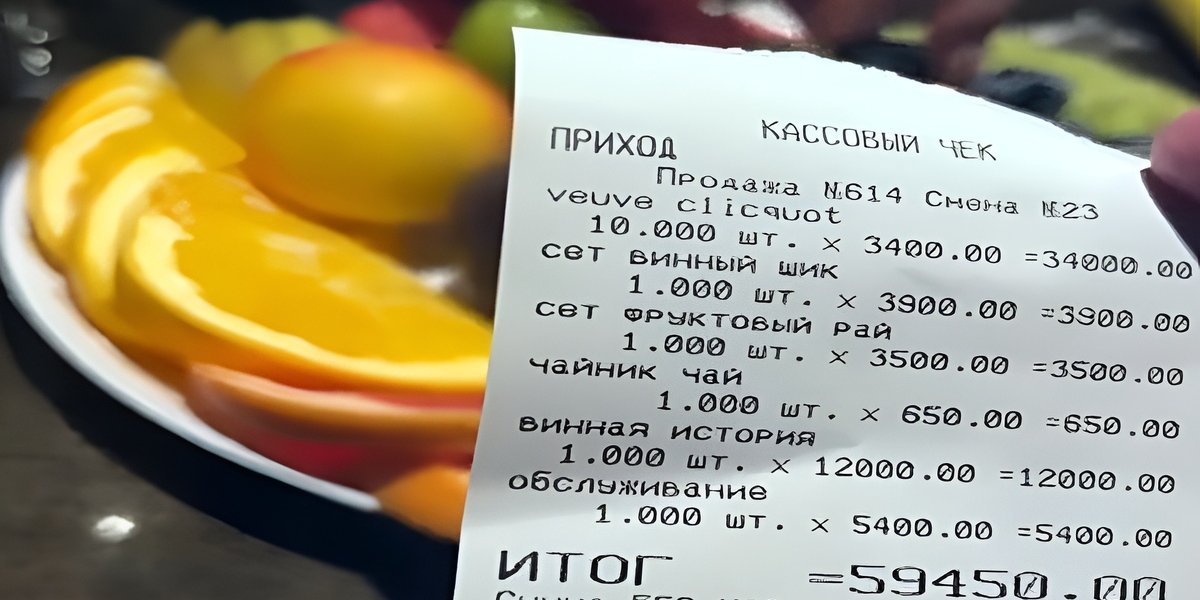 КАССОВЫЙ ЧЕК
ПРИХОД
Продажа №614 Смена №23
veuve clicquot
10.000 шт. x 3400.00 =34000.00
сет винный шик
1.000 шт. x 3900.00 =3900.00
сет фруктовый рай
1.000 шт. x 3500.00 =3500.00
чайник чай
1.000 шт. x 650.00 =650.00
винная история
1.000 шт. x 12000.00 =12000.00
обслуживание
1.000 шт. x 5400.00 =5400.00
ИТОГ =59450.00